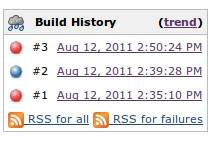 Build History (trend)
#3 Aug 12, 2011 2:50:24 PM
#2 Aug 12, 2011 2:39:28 PM
#1 Aug 12, 2011 2:35:10 PM
RSS for all RSS for failures